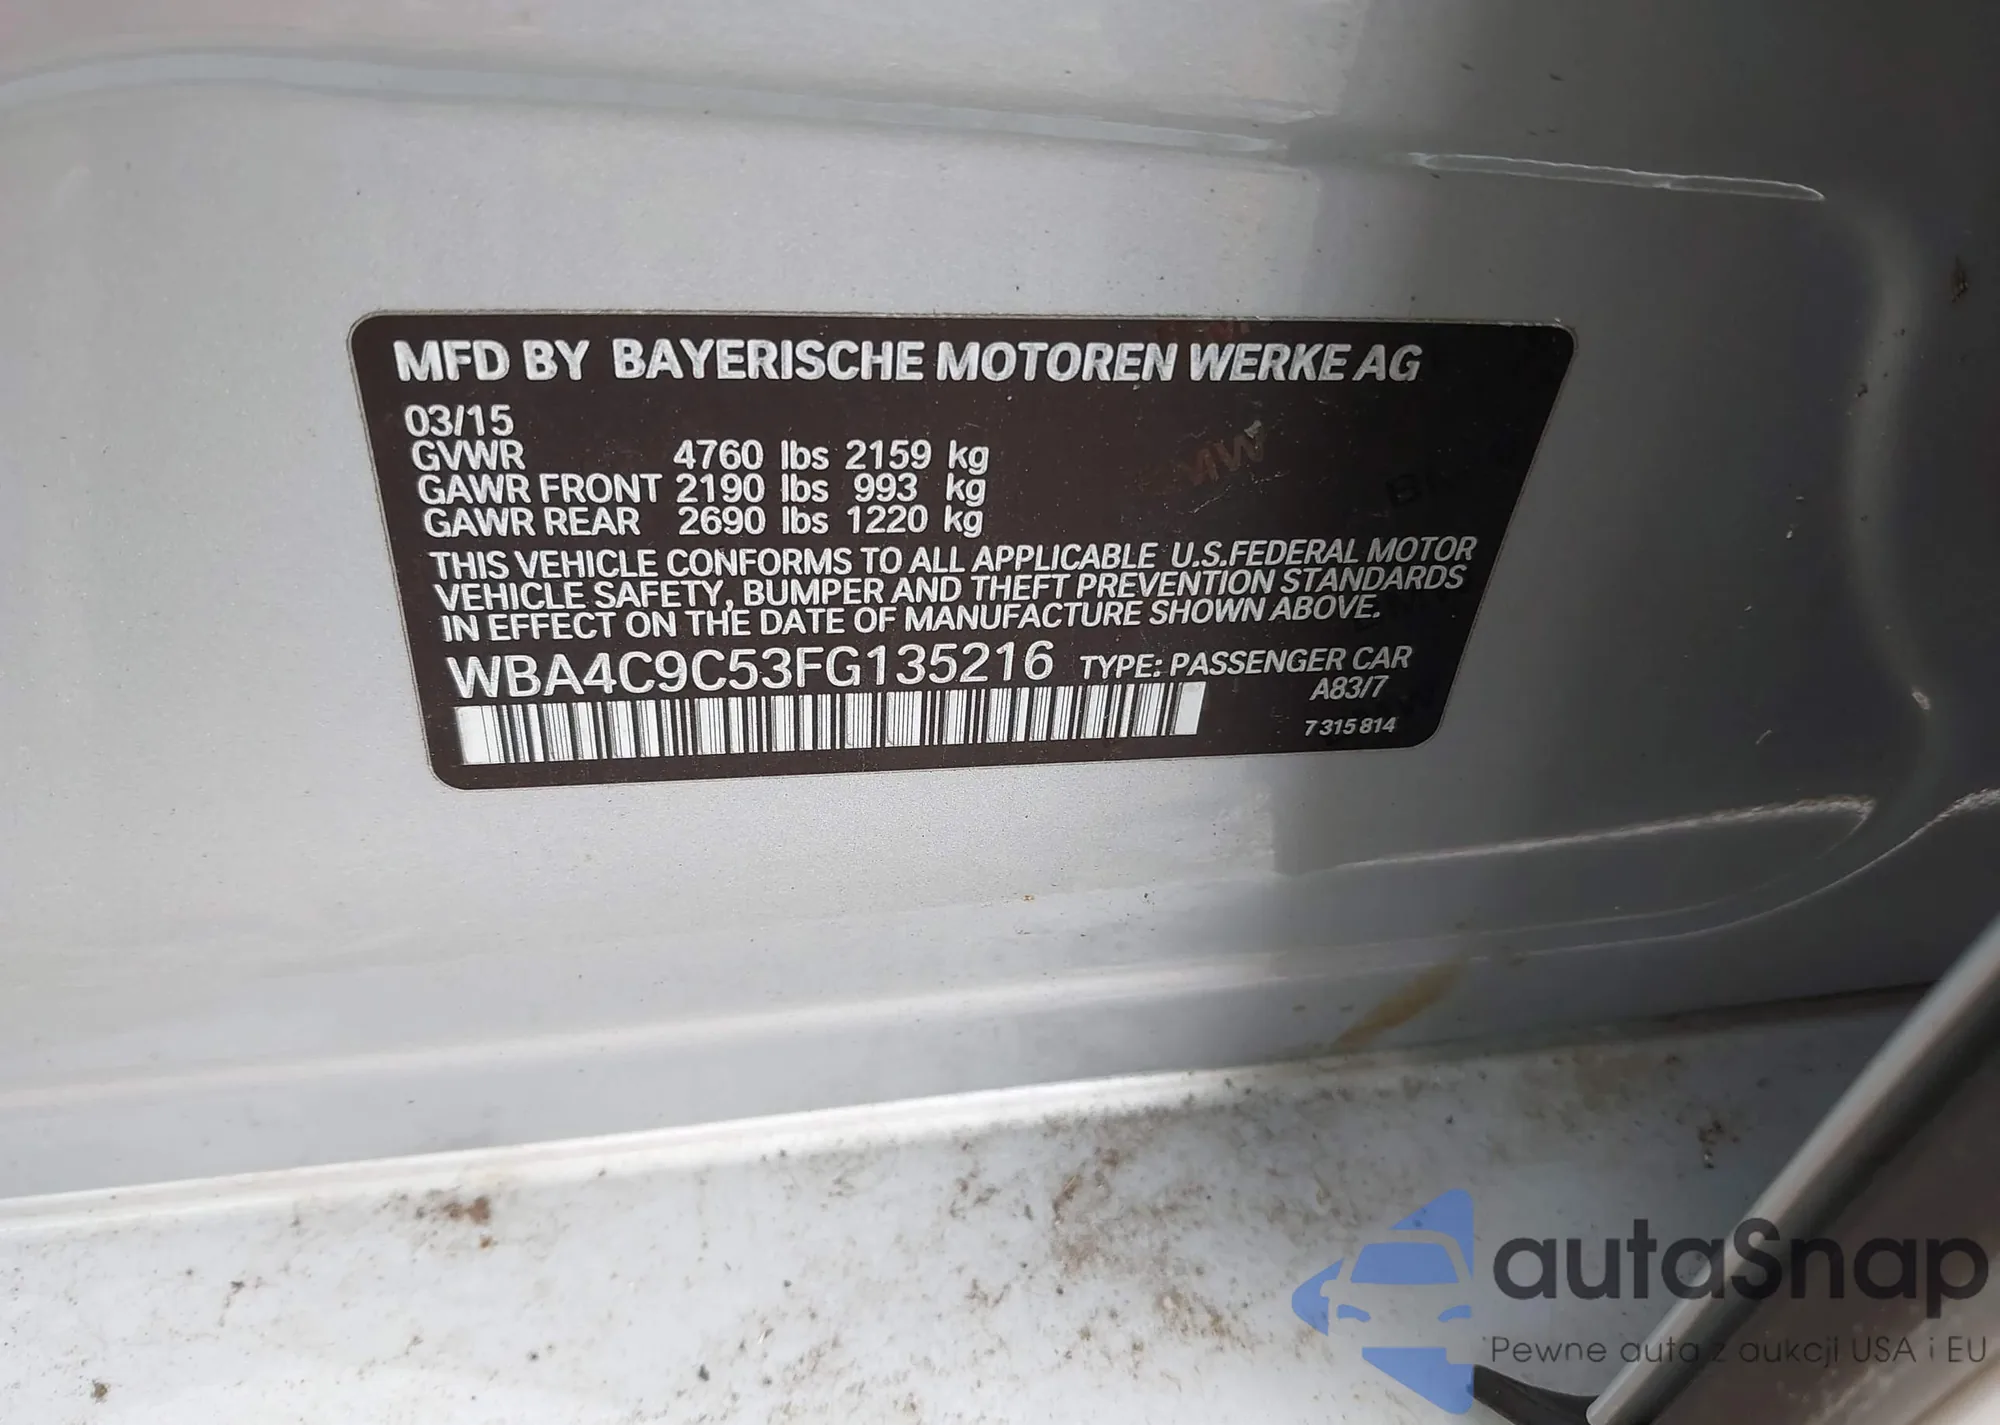 MFD BY BAYERISCHE MOTOREN WERKE AG
03/15
GVWR 4760 lbs 2159 kg
GAWR FRONT 2190 lbs 993 kg
GAWR REAR 2690 lbs 1220 kg
THIS VEHICLE CONFORMS TO ALL APPLICABLE U.S.FEDERAL MOTOR
VEHICLE SAFETY, BUMPER AND THEFT PREVENTION STANDARDS
IN EFFECT ON THE DATE OF MANUFACTURE SHOWN ABOVE.
WBA4C9C53FG135216 TYPE: PASSENGER CAR
A83/7
7 315 814
autaSnap
Pewne auta z aukcji USA i EU